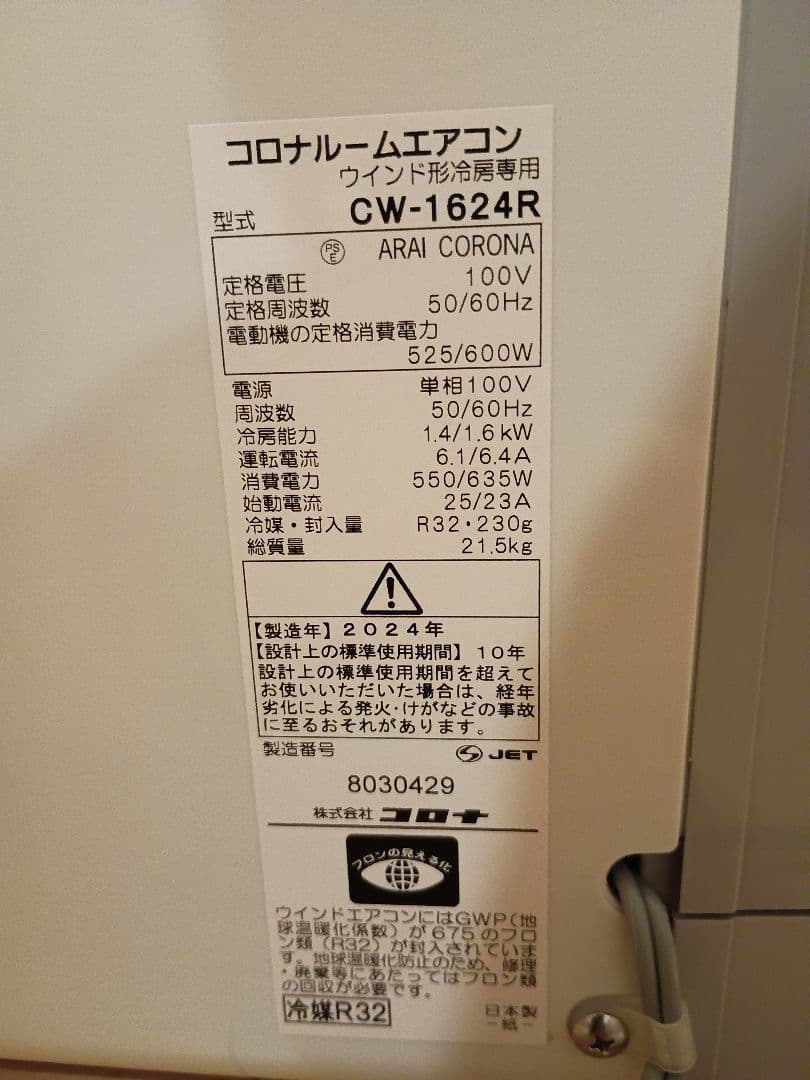 コロナルームエアコン
ウインド形冷房専用
型式 CW-1624R
PS
E ARAI CORONA
定格電圧 100V
定格周波数 50/60Hz
電動機の定格消費電力
525/600W
電源 単相100V
周波数 50/60Hz
冷房能力 1.4/1.6kW
運転電流 6.1/6.4A
消費電力 550/635W
始動電流 25/23A
冷媒・封入量 R32・230g
総質量 21.5kg
【製造年】2024年
【設計上の標準使用期間】10年
設計上の標準使用期間を超えて
お使いいただいた場合は、経年
劣化による発火・けがなどの事故
に至るおそれがあります。
製造番号 JET
8030429
株式会社 コロナ
フロンの見える化
ウインドエアコンにはGWP(地
球温暖化係数)が675のフロ
ン類(R32)が封入されていま
す。地球温暖化防止のため、修理
・廃棄等にあたってはフロン類
の回収が必要です。
冷媒R32 日本製
-紙-